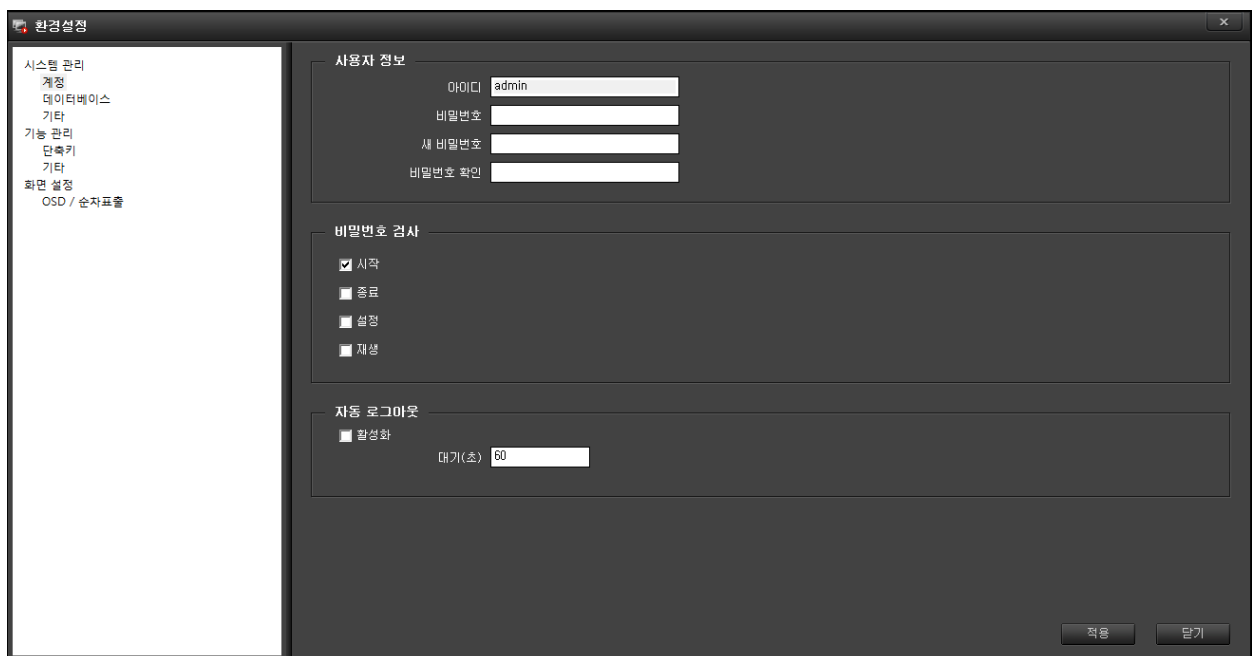 환경설정
시스템 관리
계정
데이터베이스
기타
기능 관리
단축키
기타
화면 설정
OSD / 순차표출
사용자 정보
아이디 admin
비밀번호
새 비밀번호
비밀번호 확인
비밀번호 검사
시작
종료
설정
재생
자동 로그아웃
활성화
대기(초) 60
적용 닫기